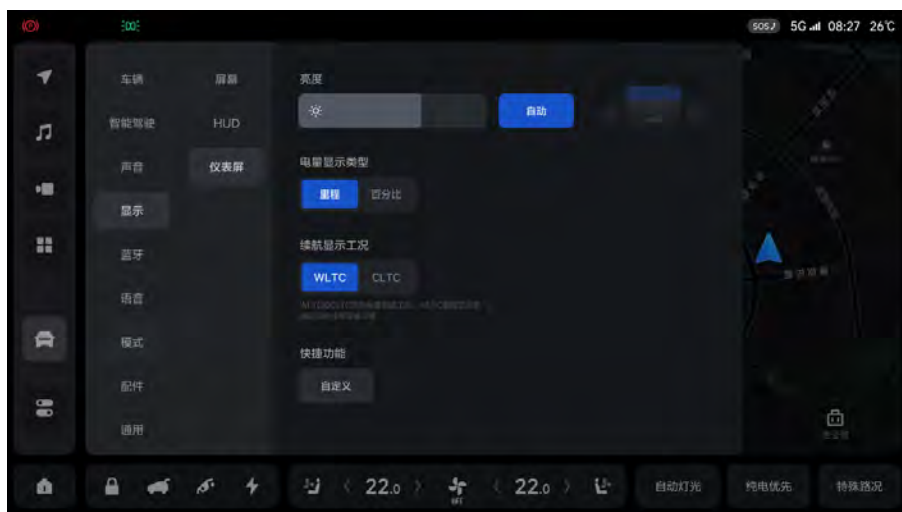 SOS 5G 08:27 26℃
车辆
智能驾驶
声音
显示
蓝牙
语音
模式
配件
通用
屏幕
HUD
仪表屏
亮度
自动
电量显示类型
里程 百分比
续航显示工况
WLTC CLTC
快捷功能
自定义
22.0
OFF
22.0
自动灯光
纯电优先
特殊路况